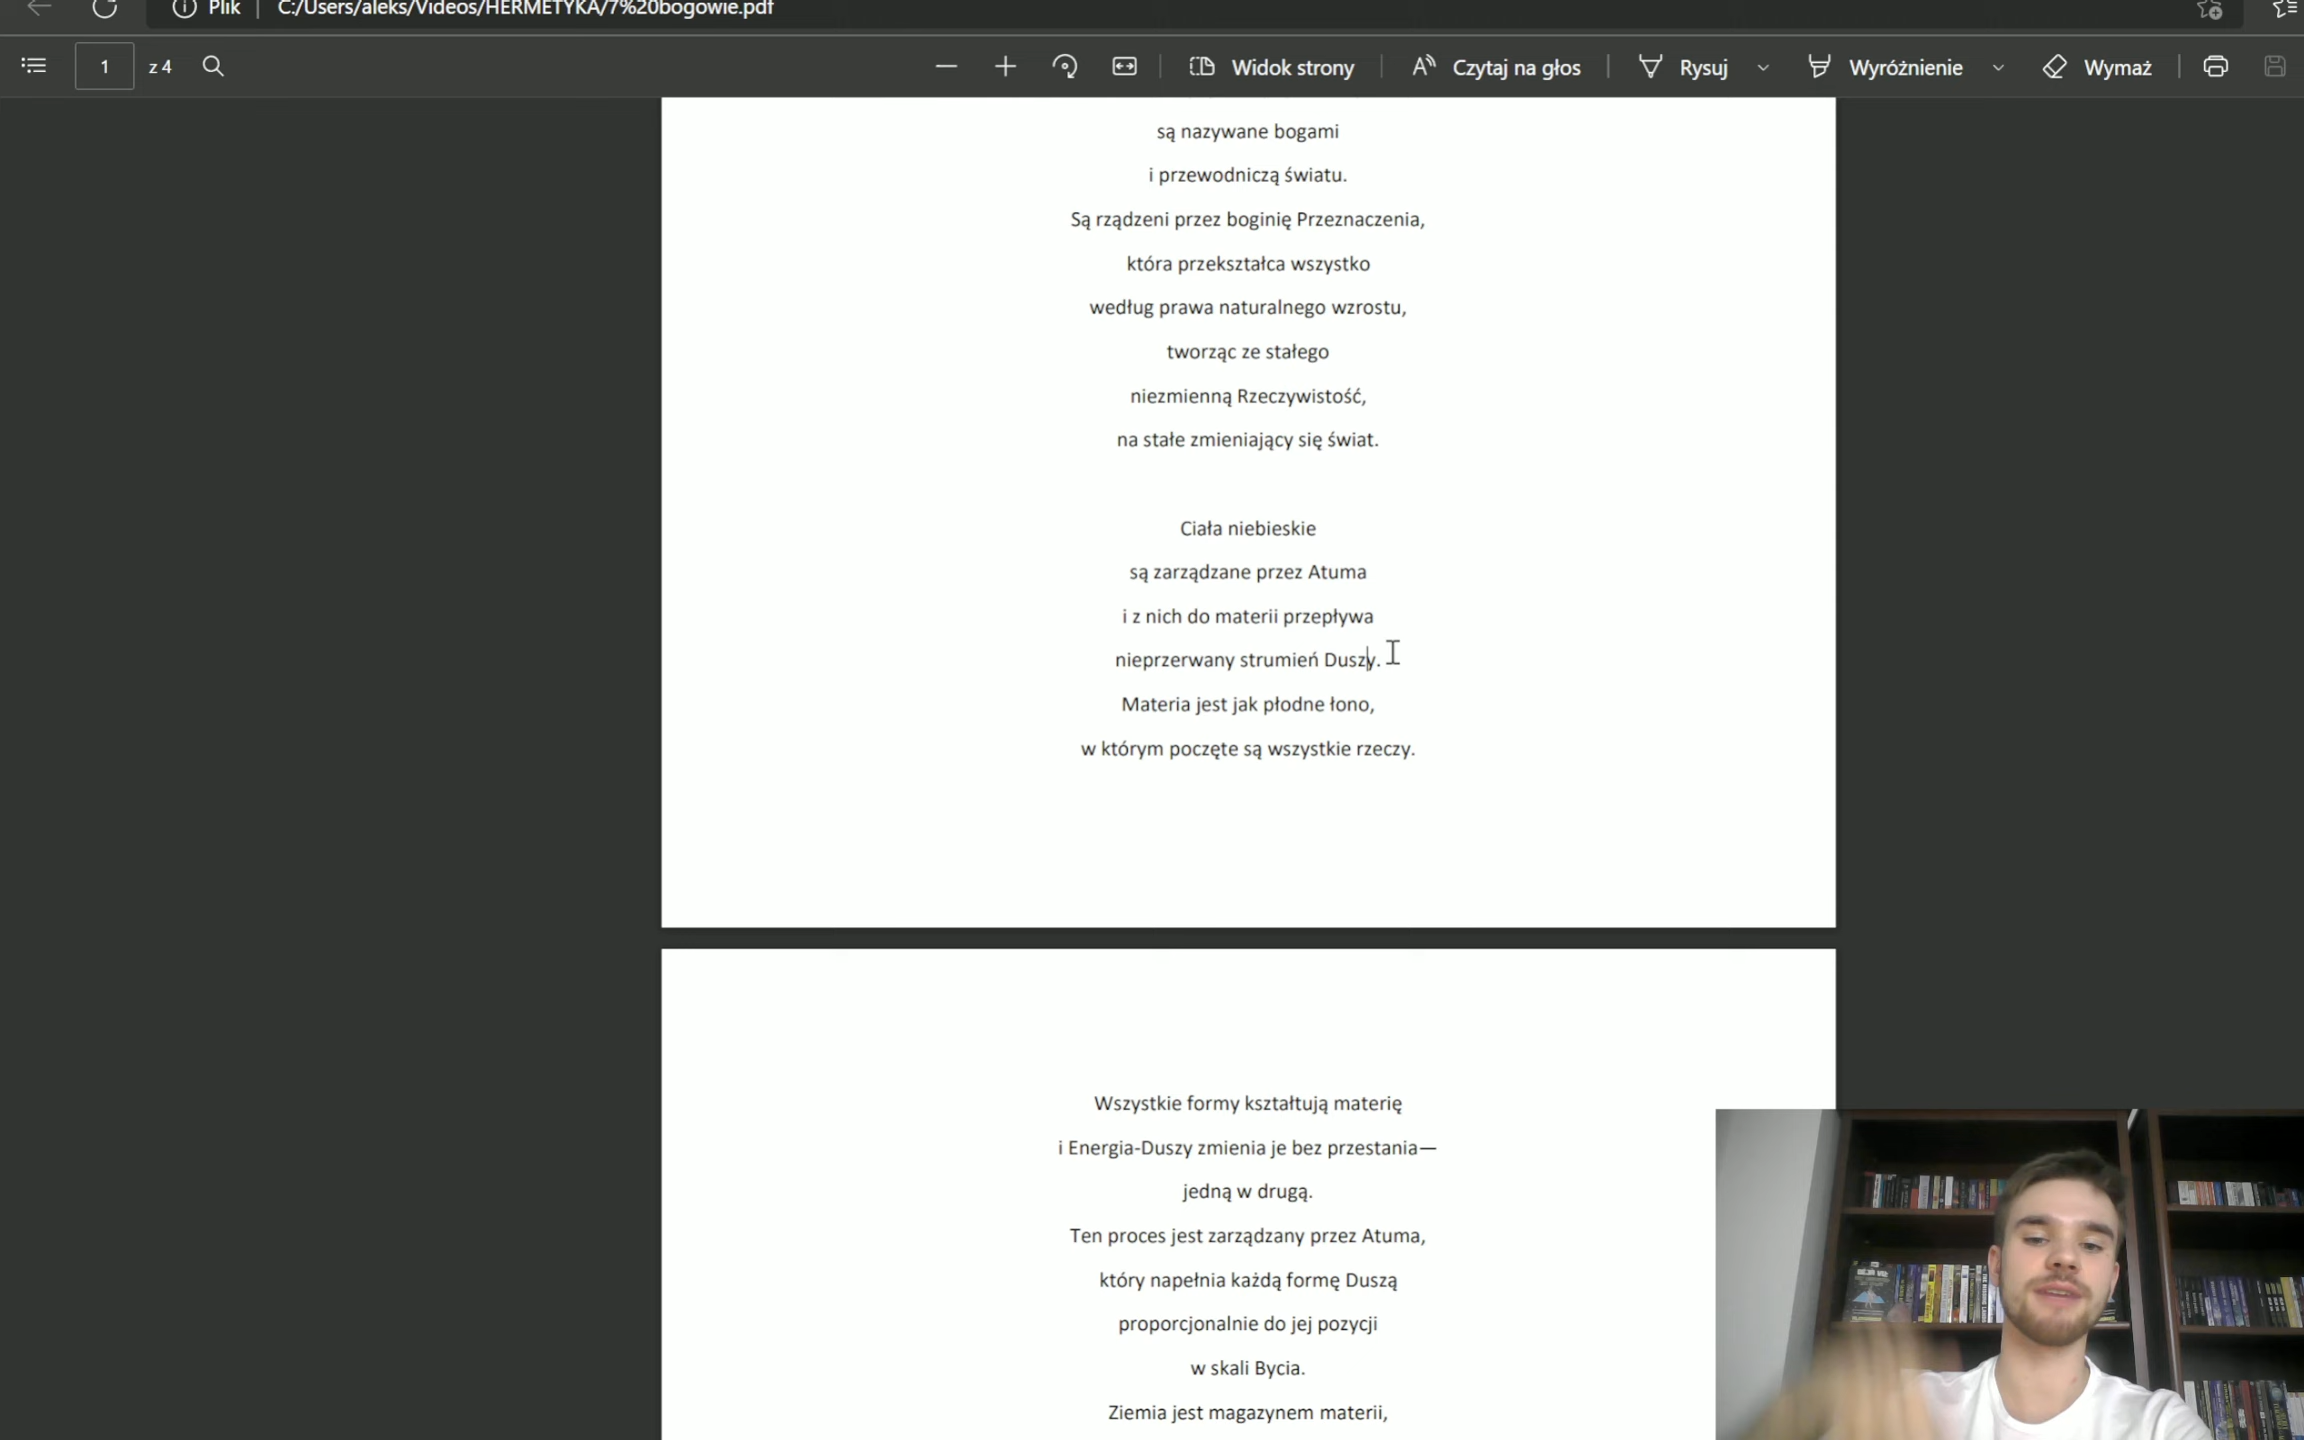 Plik C:/Users/aleks/Videos/HERMETYKA/7%20bogowie.pdf
1 z 4 Widok strony Czytaj na głos Rysuj Wyróżnienie Wymaż
są nazywane bogami
i przewodniczą światu.
Są rządzeni przez boginię Przeznaczenia,
która przekształca wszystko
według prawa naturalnego wzrostu,
tworząc ze stałego
niezmienną Rzeczywistość,
na stałe zmieniający się świat.
Ciała niebieskie
są zarządzane przez Atuma
i z nich do materii przepływa
nieprzerwany strumień Duszy.
Materia jest jak płodne łono,
w którym poczęte są wszystkie rzeczy.
Wszystkie formy kształtują materię
i Energia-Duszy zmienia je bez przestania—
jedną w drugą.
Ten proces jest zarządzany przez Atuma,
który napełnia każdą formę Duszą
proporcjonalnie do jej pozycji
w skali Bycia.
Ziemia jest magazynem materii,